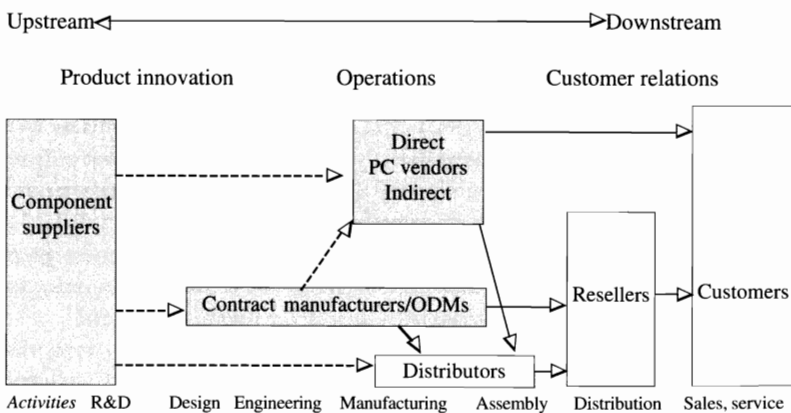 Upstream Downstream
Product innovation Operations Customer relations
Direct
PC vendors
Indirect
Component
suppliers
Contract manufacturers/ODMs
Resellers
Customers
Distributors
Activities R&D Design Engineering Manufacturing Assembly Distribution Sales, service